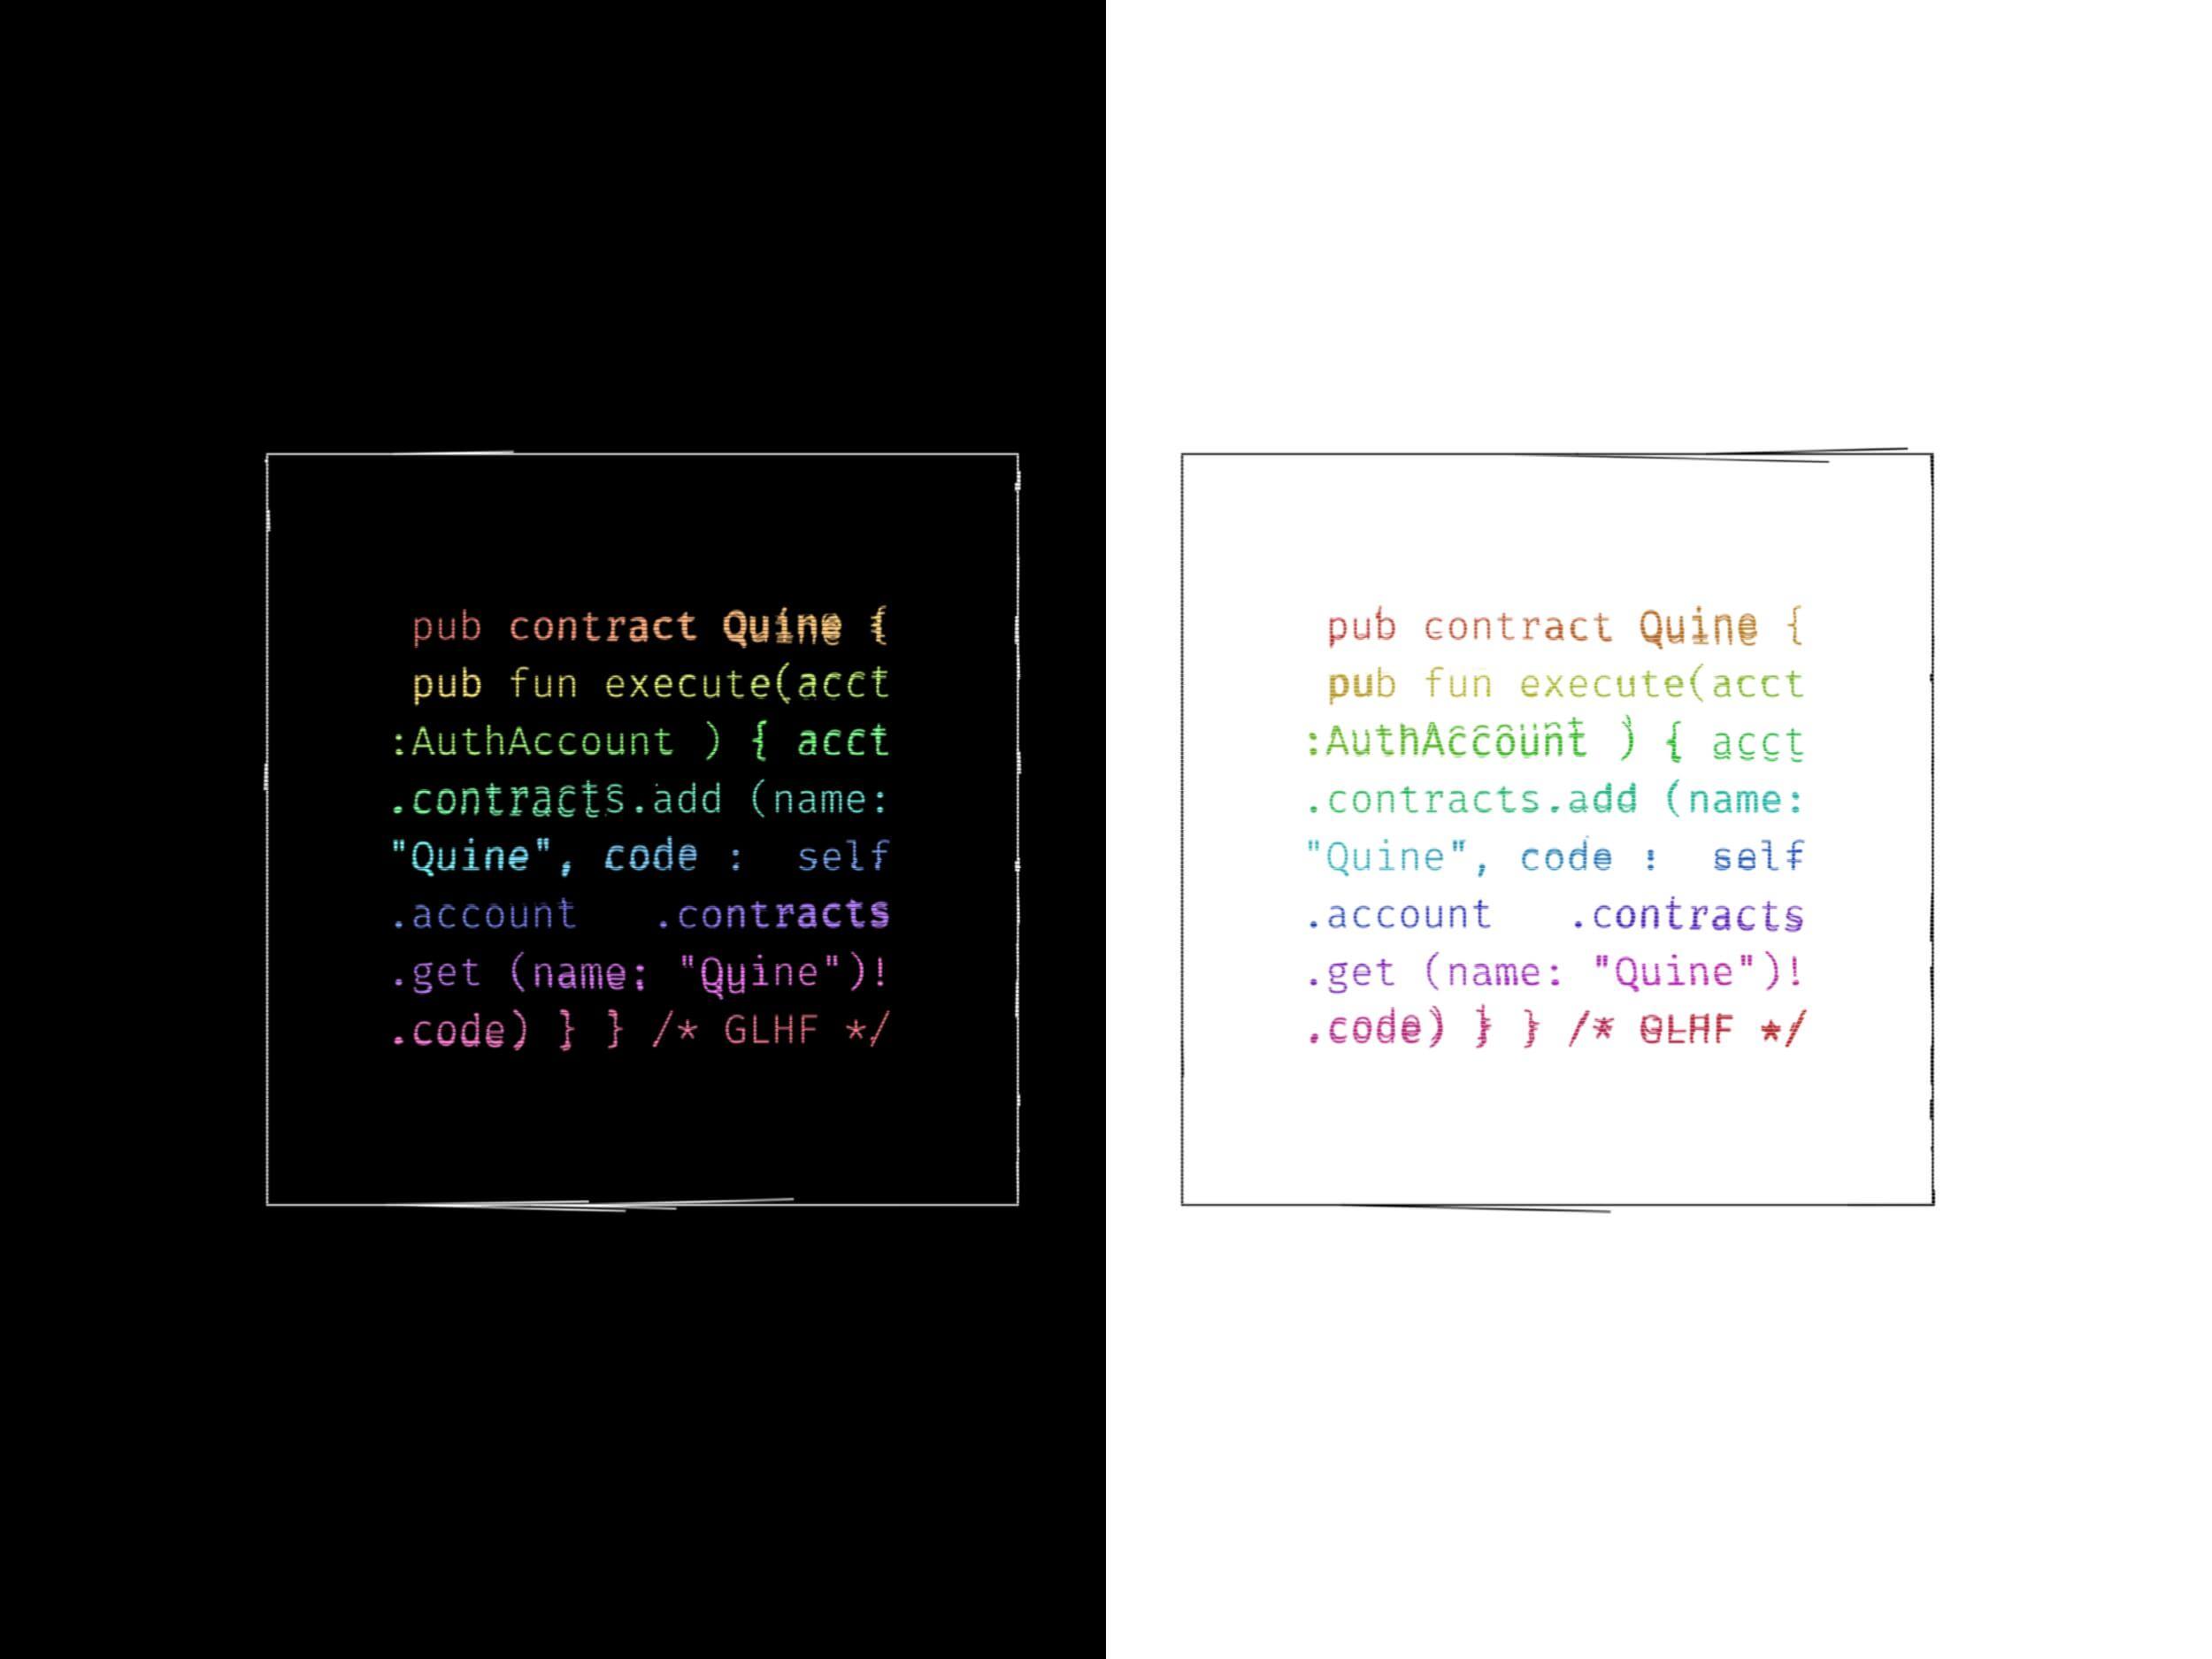 pub contract Quine {
pub fun execute(acct
:AuthAccount ) { acct
.contracts.add (name:
"Quine", code :  self
.account   .contracts
.get (name: "Quine")!
.code) } } /* GLHF */
pub contract Quine {
pub fun execute(acct
:AuthAccount ) { acct
.contracts.add (name:
"Quine", code :  self
.account   .contracts
.get (name: "Quine")!
.code) } } /* GLHF */